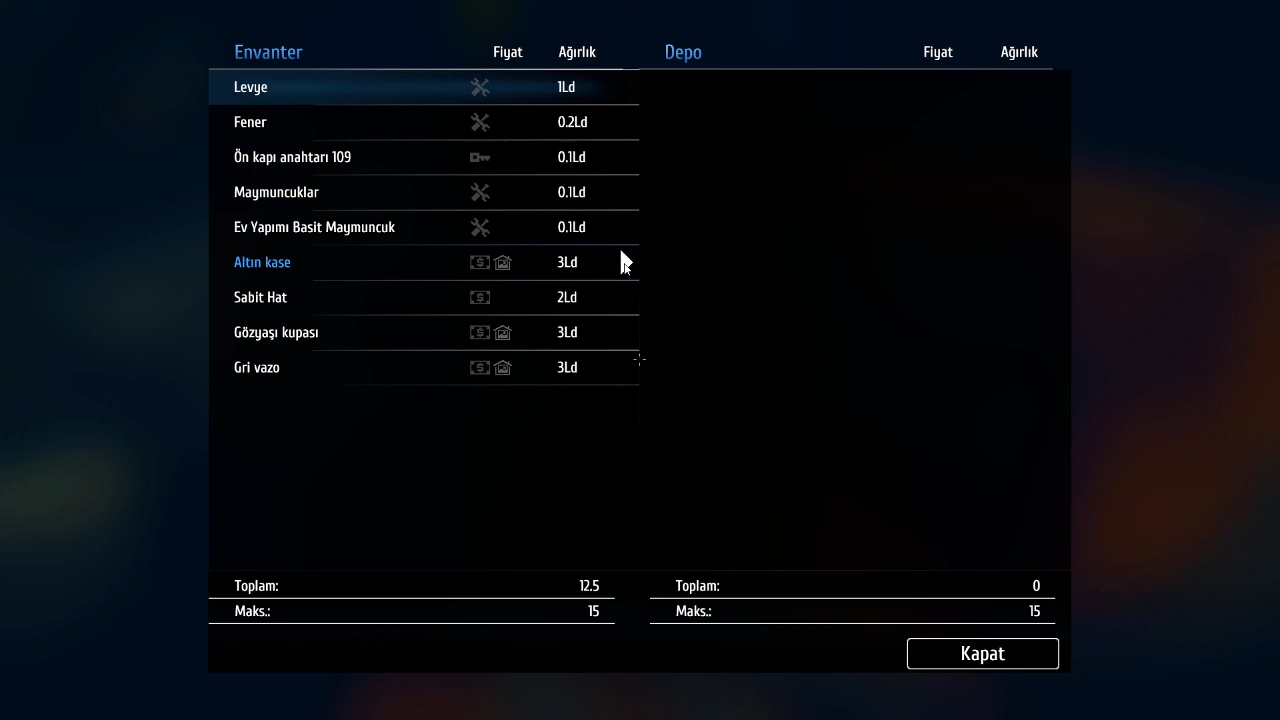 Envanter Fiyat Ağırlık
Levye 1Ld
Fener 0.2Ld
Ön kapı anahtarı 109 0.1Ld
Maymuncuklar 0.1Ld
Ev Yapımı Basit Maymuncuk 0.1Ld
Altın kase 3Ld
Sabit Hat 2Ld
Gözyaşı kupası 3Ld
Gri vazo 3Ld
Toplam: 12.5
Maks.: 15
Depo Fiyat Ağırlık
Toplam: 0
Maks.: 15
Kapat